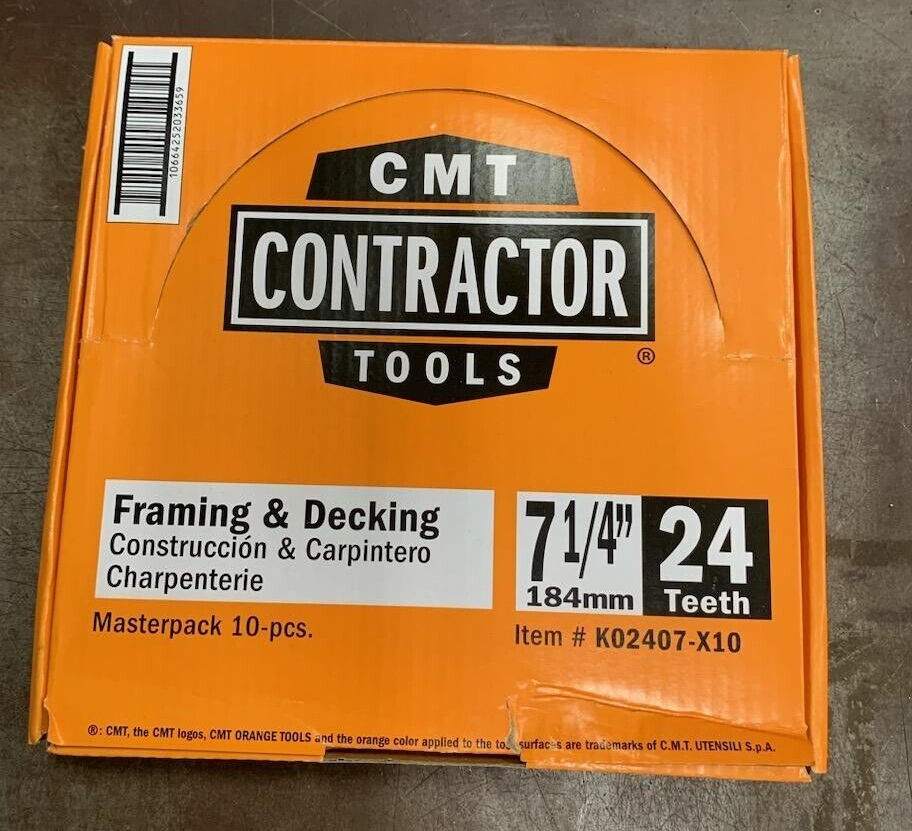 10664252033659
CMT
CONTRACTOR
TOOLS
®
Framing & Decking
Construcción & Carpintero
Charpenterie
Masterpack 10-pcs.
7 1/4"
184mm
24
Teeth
Item # K02407-X10
®: CMT, the CMT logos, CMT ORANGE TOOLS and the orange color applied to the surfaces are trademarks of C.M.T. UTENSILI S.p.A.